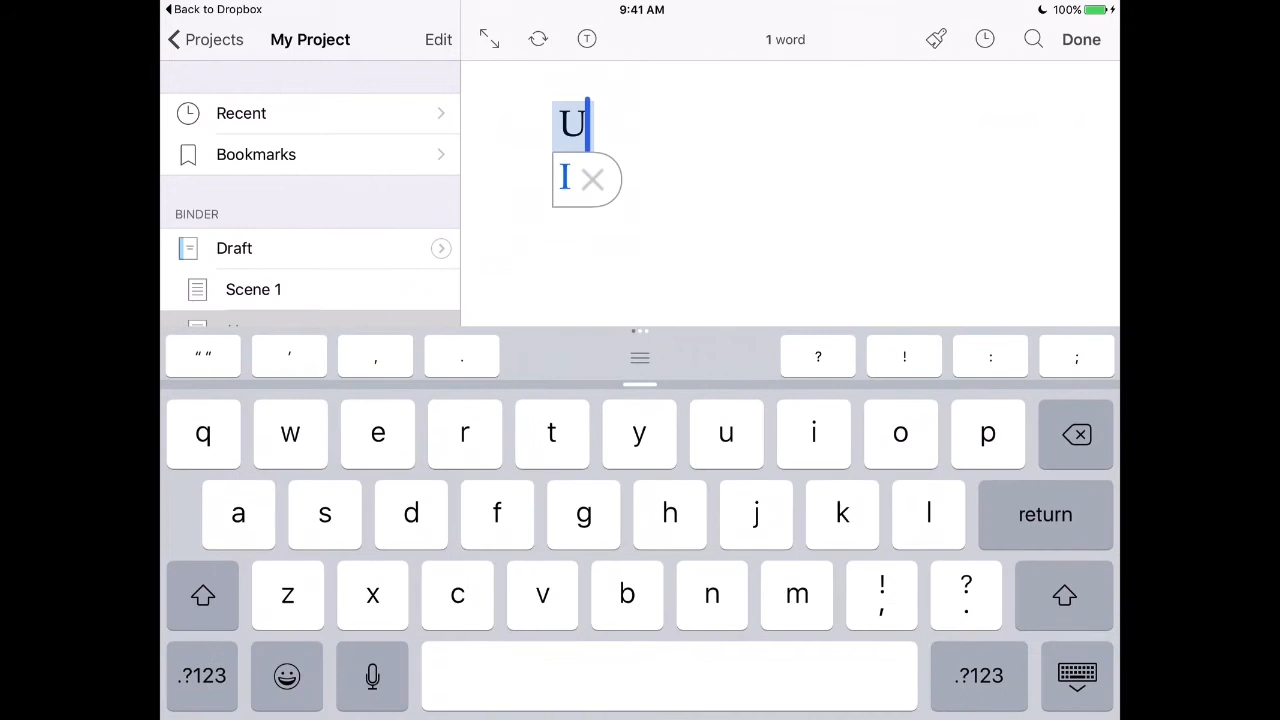 Back to Dropbox 9:41 AM 100%
Projects My Project Edit 1 word Done
Recent
Bookmarks
BINDER
Draft
Scene 1
U
I
“ ” ’ , . ? ! : ;
q w e r t y u i o p
a s d f g h j k l return
z x c v b n m ! , ? .
.?123 .?123